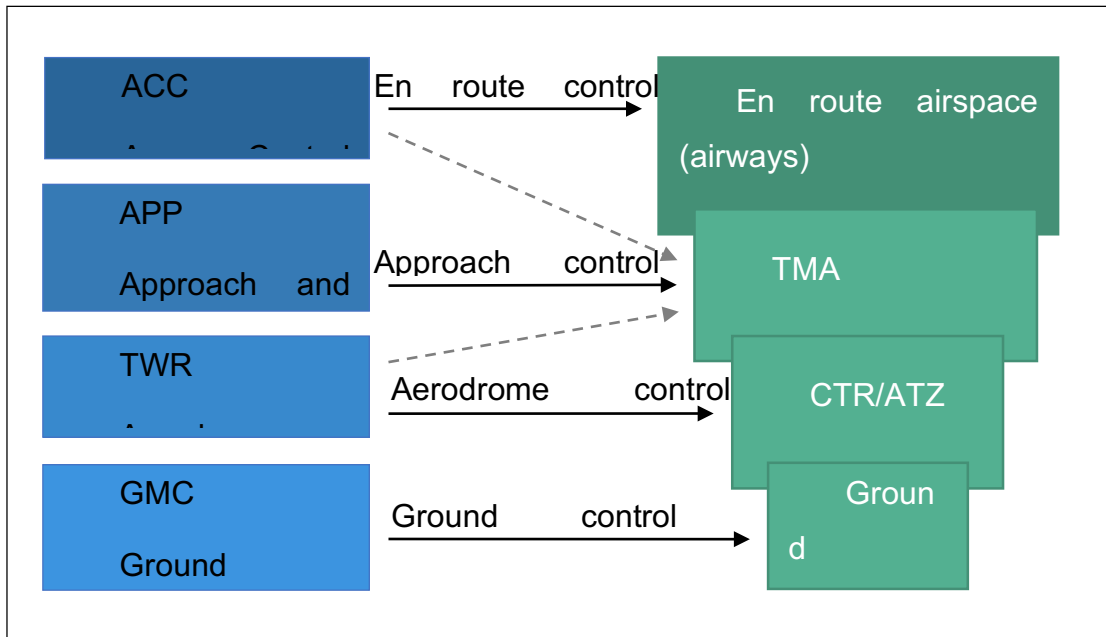 ACC
En route control
En route airspace
(airways)
APP
Approach and
Approach control
TMA
TWR
Aerodrome control
CTR/ATZ
GMC
Ground
Ground control
Groun
d